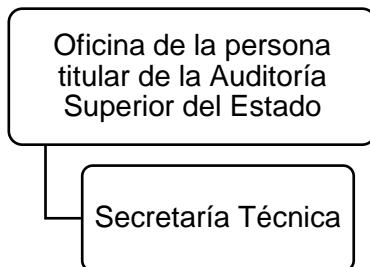 Oficina de la persona
titular de la Auditoría
Superior del Estado
Secretaría Técnica